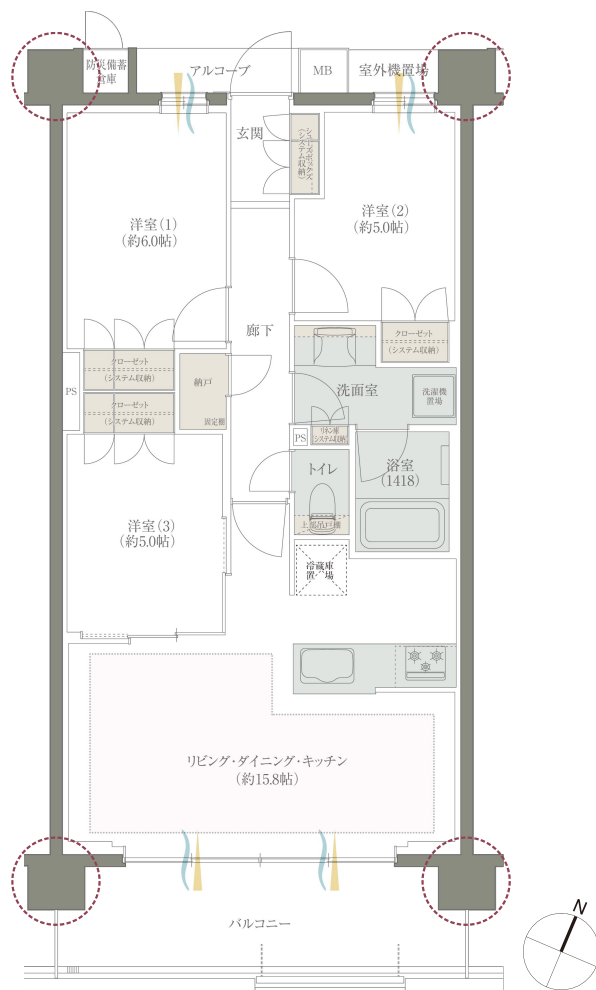 防災備蓄
倉庫
アルコーブ
MB
室外機置場
玄関
シューズボックス
(システム収納)
洋室(1)
(約6.0帖)
洋室(2)
(約5.0帖)
廊下
クローゼット
(システム収納)
クローゼット
(システム収納)
PS
納戸
固定棚
クローゼット
(システム収納)
洗面室
洗濯機
置場
PS
リネン庫
システム収納
トイレ
上部吊戸棚
浴室
(1418)
洋室(3)
(約5.0帖)
冷蔵庫
置場
リビング・ダイニング・キッチン
(約15.8帖)
バルコニー
N